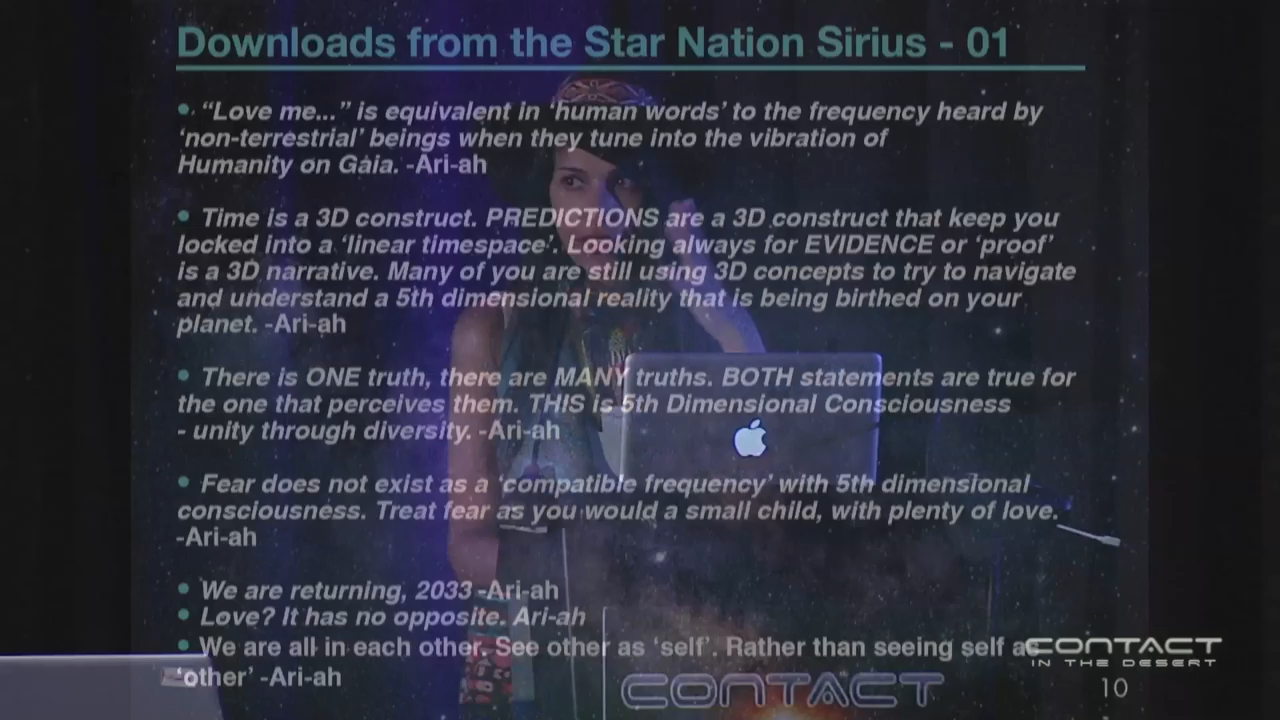 Downloads from the Star Nation Sirius - 01
• “Love me...” is equivalent in ‘human words’ to the frequency heard by
‘non-terrestrial’ beings when they tune into the vibration of
Humanity on Gaia. -Ari-ah
• Time is a 3D construct. PREDICTIONS are a 3D construct that keep you
locked into a ‘linear timespace’. Looking always for EVIDENCE or ‘proof’
is a 3D narrative. Many of you are still using 3D concepts to try to navigate
and understand a 5th dimensional reality that is being birthed on your
planet. -Ari-ah
• There is ONE truth, there are MANY truths. BOTH statements are true for
the one that perceives them. THIS is 5th Dimensional Consciousness
- unity through diversity. -Ari-ah
• Fear does not exist as a ‘compatible frequency’ with 5th dimensional
consciousness. Treat fear as you would a small child, with plenty of love.
-Ari-ah
• We are returning, 2033 -Ari-ah
• Love? It has no opposite. Ari-ah
• We are all in each other. See other as ‘self’. Rather than seeing self as
‘other’ -Ari-ah
CONTACT
IN THE DESERT
10
CONTACT